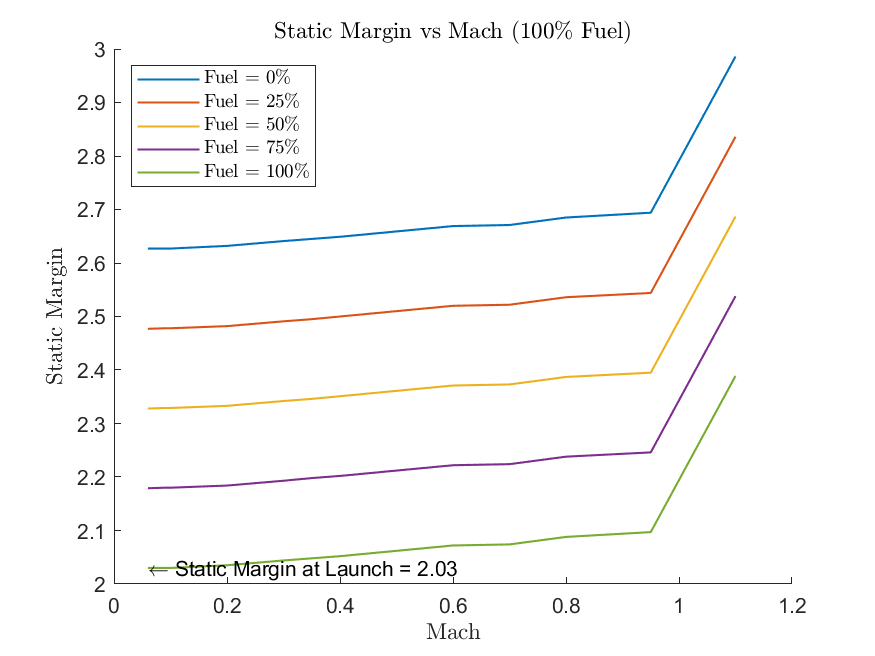 Static Margin vs Mach (100% Fuel)
3
Fuel = 0%
Fuel = 25%
Fuel = 50%
Fuel = 75%
Fuel = 100%
2.9
2.8
2.7
2.6
2.5
2.4
2.3
2.2
2.1
2
Static Margin
← Static Margin at Launch = 2.03
0 0.2 0.4 0.6 0.8 1 1.2
Mach